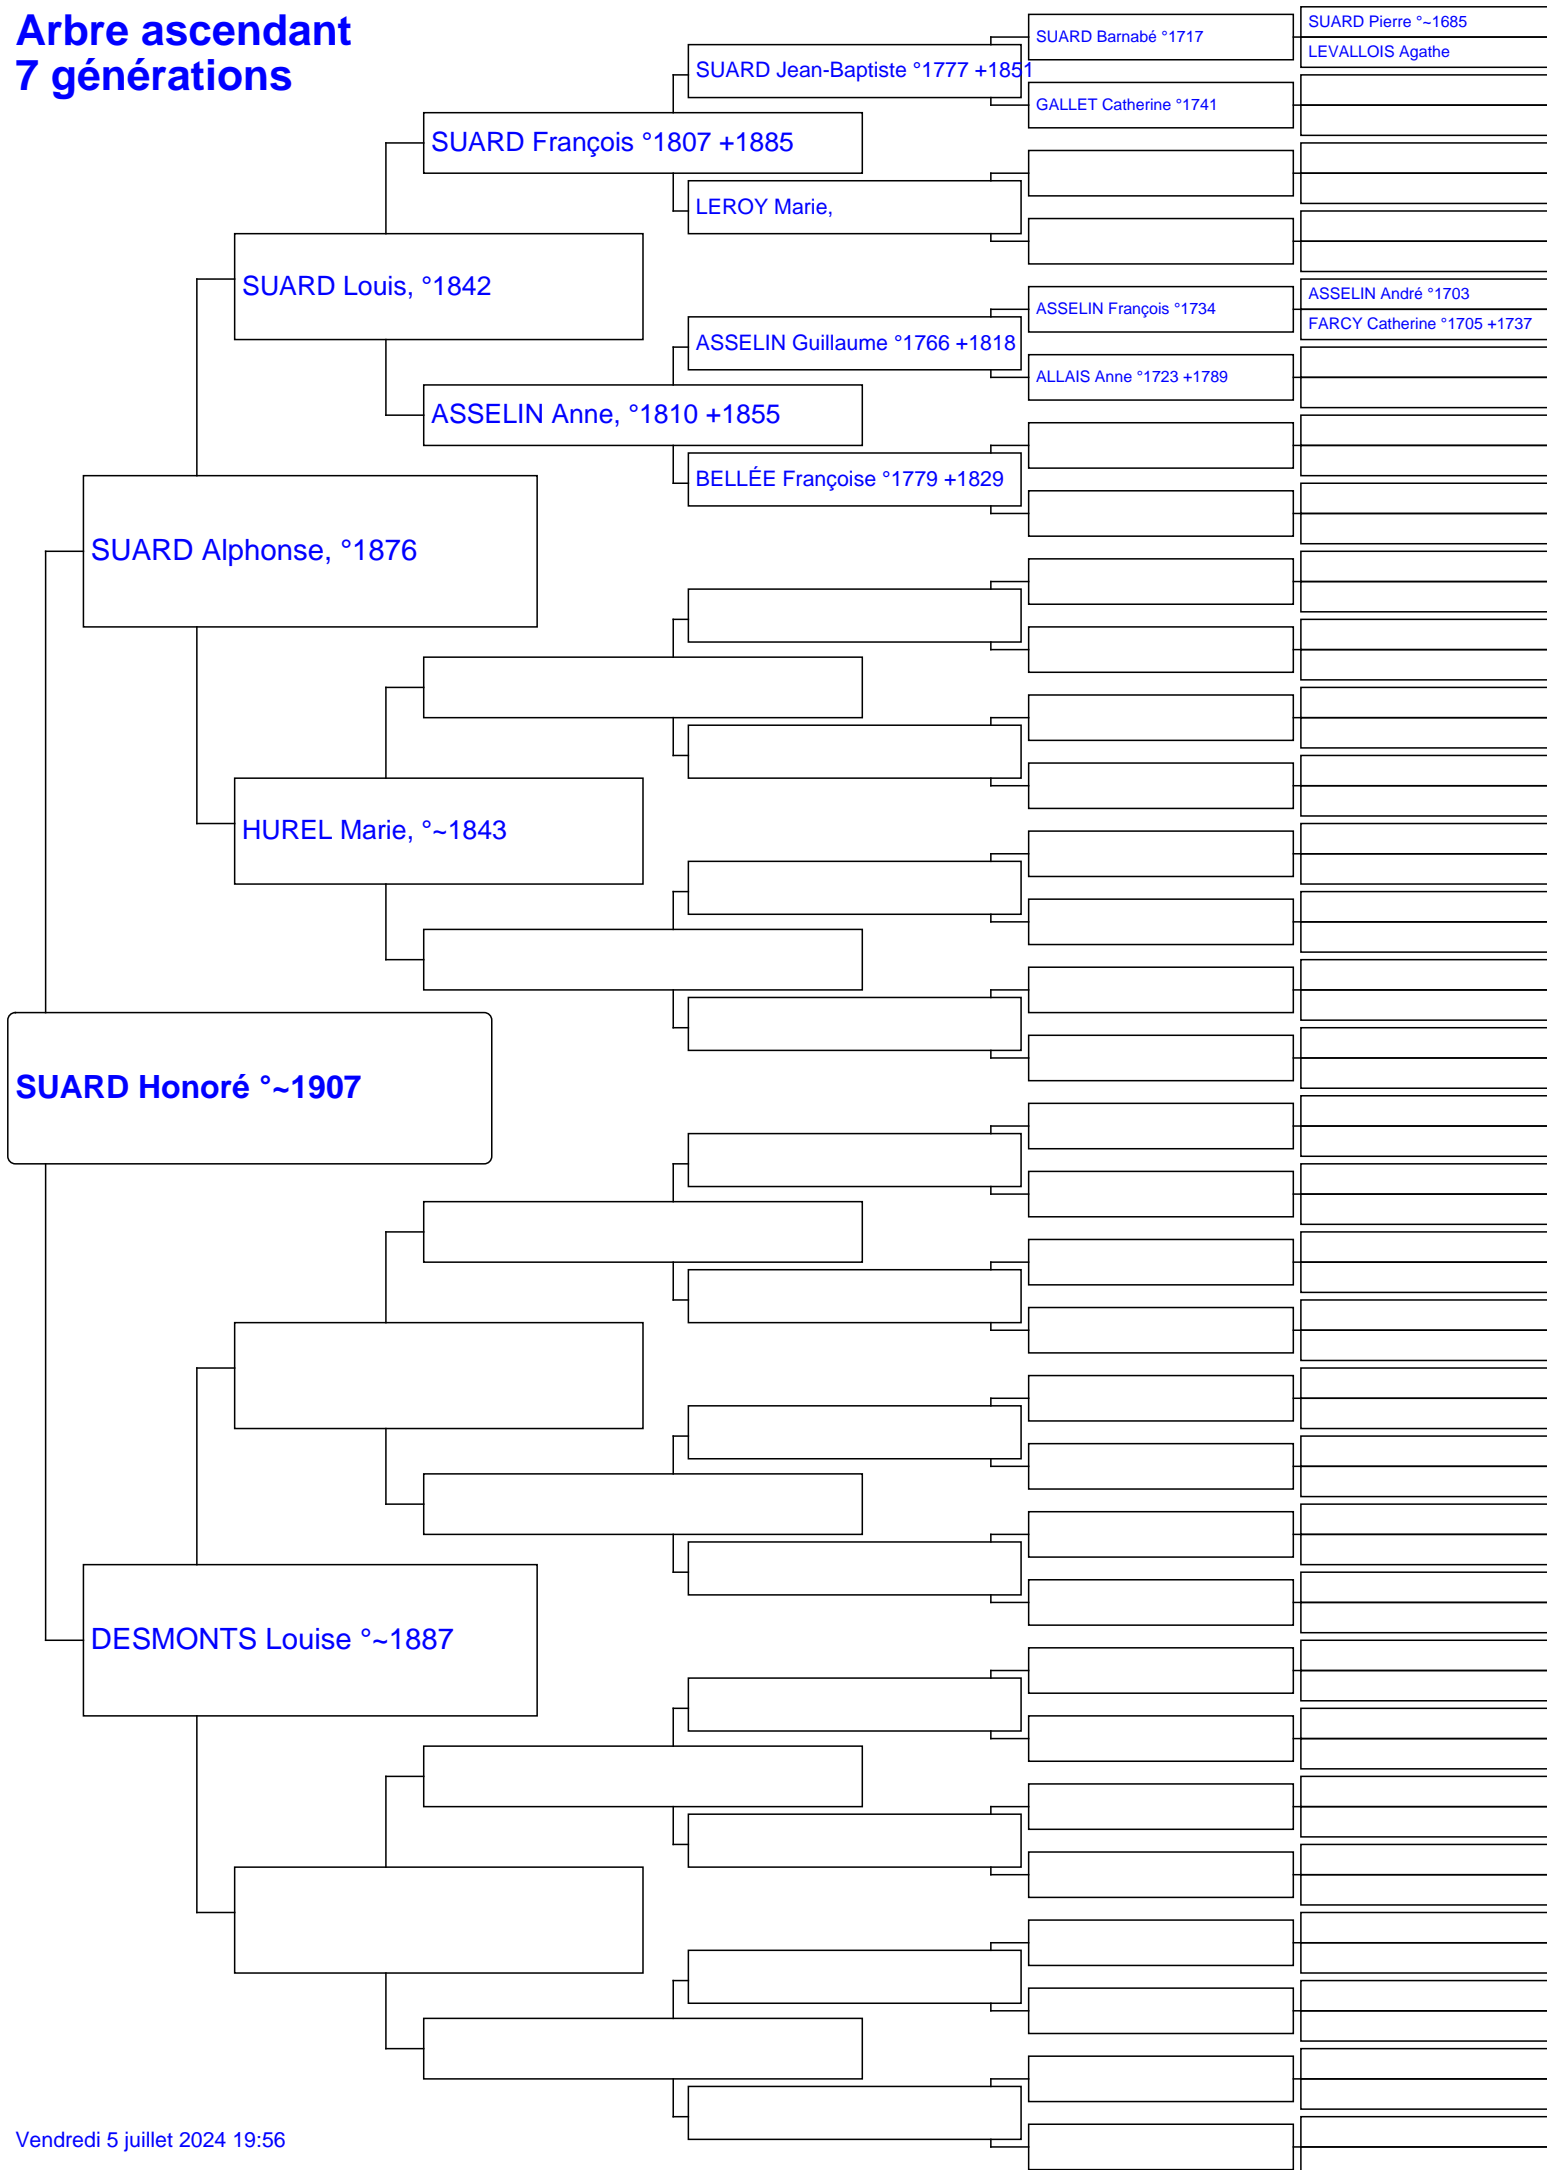 Arbre ascendant
7 générations
SUARD Pierre °~1685
SUARD Barnabé °1717
LEVALLOIS Agathe
SUARD Jean-Baptiste °1777 +1851
GALLET Catherine °1741
SUARD François °1807 +1885
LEROY Marie,
SUARD Louis, °1842
ASSELIN André °1703
ASSELIN François °1734
FARCY Catherine °1705 +1737
ASSELIN Guillaume °1766 +1818
ALLAIS Anne °1723 +1789
ASSELIN Anne, °1810 +1855
BELLÉE Françoise °1779 +1829
SUARD Alphonse, °1876
HUREL Marie, °~1843
SUARD Honoré °~1907
DESMONTS Louise °~1887
Vendredi 5 juillet 2024 19:56